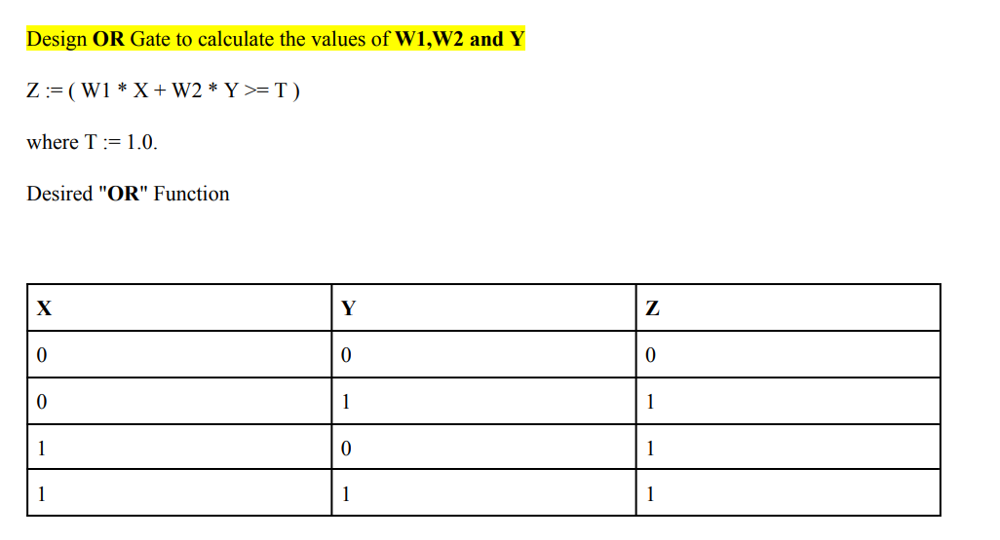 Design OR Gate to calculate the values of W1,W2 and Y
Z := ( W1 * X + W2 * Y >= T )
where T := 1.0.
Desired "OR" Function
X Y Z
0 0 0
0 1 1
1 0 1
1 1 1